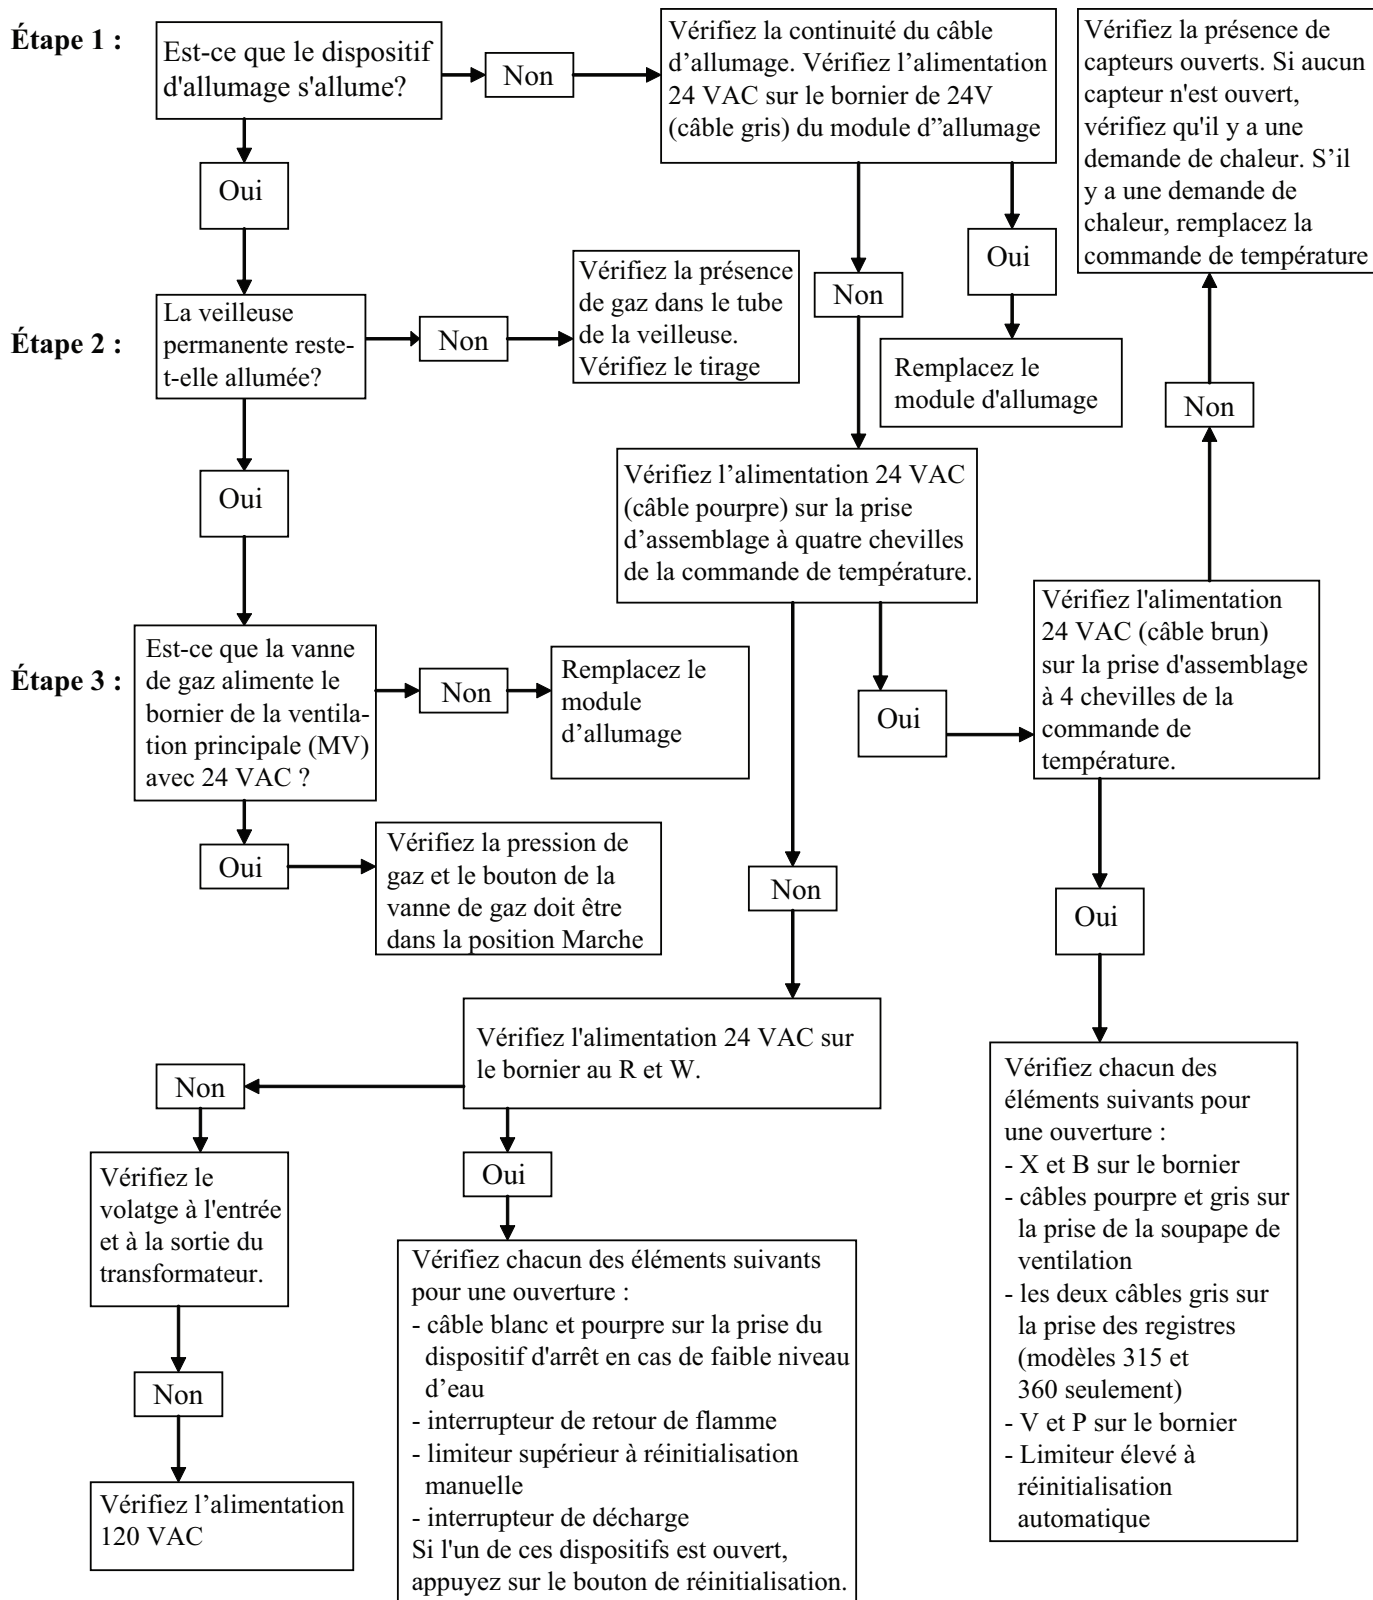 Étape 1 :
Est-ce que le dispositif
d'allumage s'allume?
Non
Vérifiez la continuité du câble
d’allumage. Vérifiez l’alimentation
24 VAC sur le bornier de 24V
(câble gris) du module d”allumage
Vérifiez la présence de
capteurs ouverts. Si aucun
capteur n'est ouvert,
vérifiez qu'il y a une
demande de chaleur. S’il
y a une demande de
chaleur, remplacez la
commande de température
Oui
Non
Oui
Étape 2 :
La veilleuse
permanente reste-
t-elle allumée?
Non
Vérifiez la présence
de gaz dans le tube
de la veilleuse.
Vérifiez le tirage
Remplacez le
module d'allumage
Non
Oui
Vérifiez l’alimentation 24 VAC
(câble pourpre) sur la prise
d’assemblage à quatre chevilles
de la commande de température.
Étape 3 :
Est-ce que la vanne
de gaz alimente le
bornier de la ventila-
tion principale (MV)
avec 24 VAC ?
Non
Remplacez le
module
d’allumage
Oui
Vérifiez l'alimentation
24 VAC (câble brun)
sur la prise d'assemblage
à 4 chevilles de la
commande de
température.
Oui
Vérifiez la pression de
gaz et le bouton de la
vanne de gaz doit être
dans la position Marche
Non
Oui
Vérifiez l'alimentation 24 VAC sur
le bornier au R et W.
Non
Oui
Vérifiez le
volatge à l'entrée
et à la sortie du
transformateur.
Non
Vérifiez l’alimentation
120 VAC
Vérifiez chacun des éléments suivants
pour une ouverture :
- câble blanc et pourpre sur la prise du
dispositif d'arrêt en cas de faible niveau
d’eau
- interrupteur de retour de flamme
- limiteur supérieur à réinitialisation
manuelle
- interrupteur de décharge
Si l'un de ces dispositifs est ouvert,
appuyez sur le bouton de réinitialisation.
Vérifiez chacun des
éléments suivants pour
une ouverture :
- X et B sur le bornier
- câbles pourpre et gris sur
la prise de la soupape de
ventilation
- les deux câbles gris sur
la prise des registres
(modèles 315 et
360 seulement)
- V et P sur le bornier
- Limiteur élevé à
réinitialisation
automatique